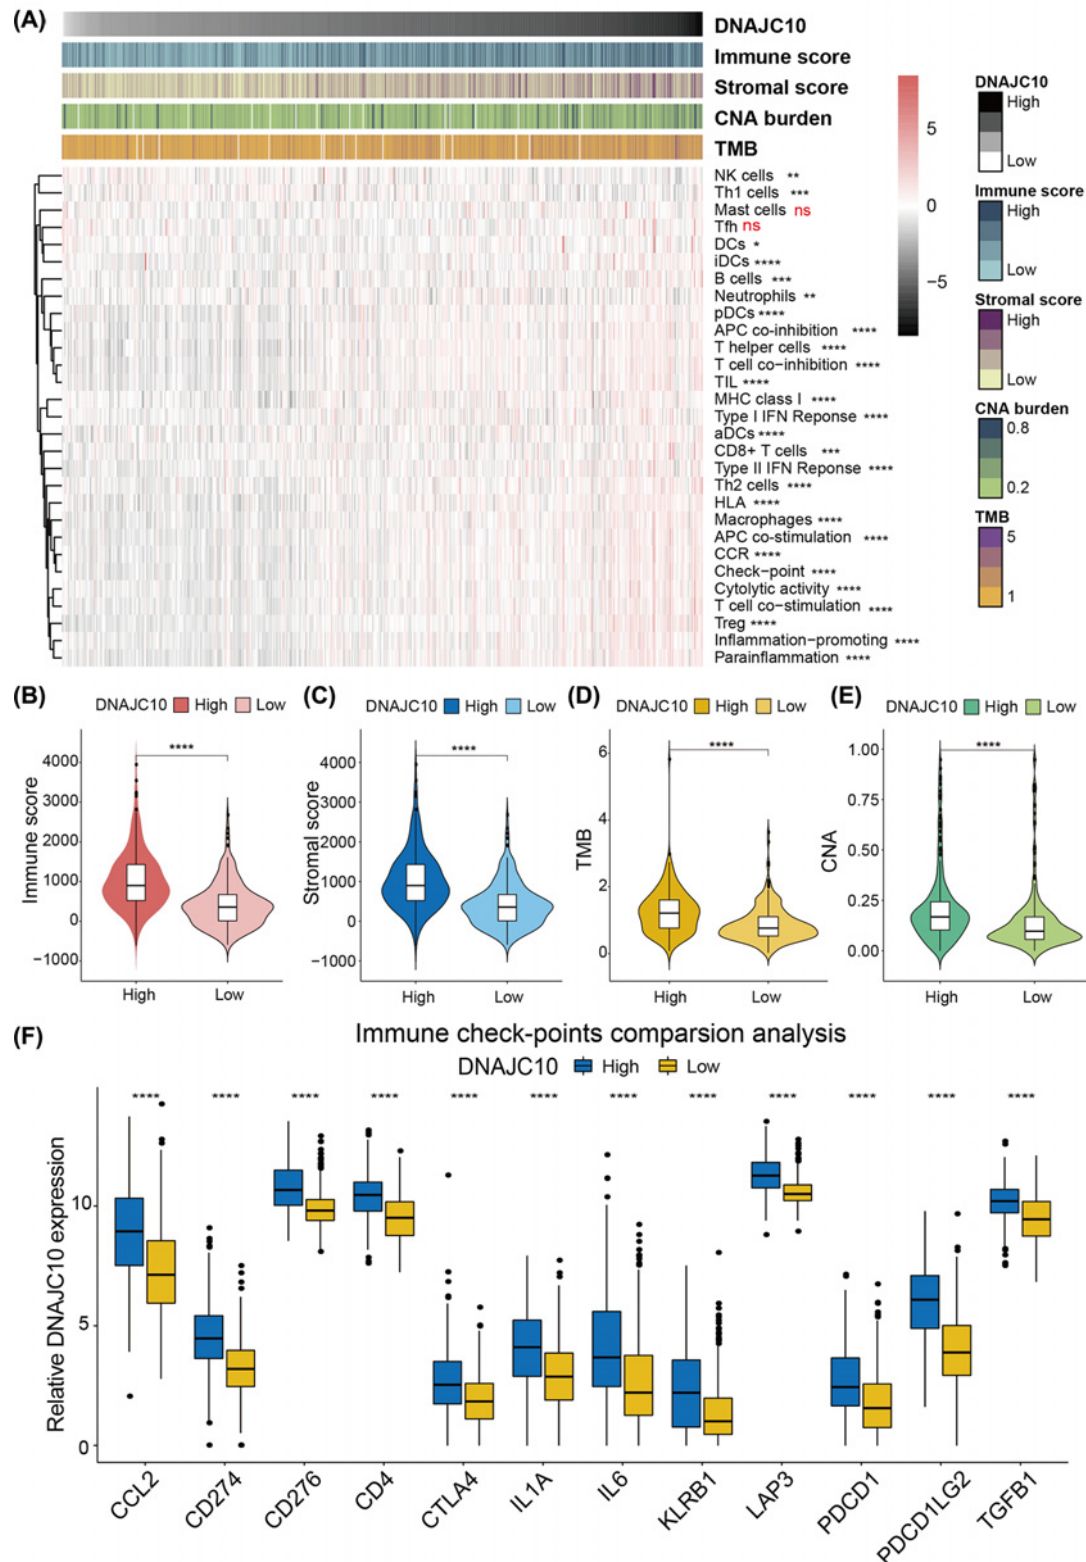 (A)
DNAJC10
Immune score
Stromal score
CNA burden
TMB
NK cells **
Th1 cells ***
Mast cells ns
Tfh ns
DCs *
iDCs ****
B cells ***
Neutrophils **
pDCs ****
APC co-inhibition ****
T helper cells ****
T cell co-inhibition ****
TIL ****
MHC class I ****
Type I IFN Reponse ****
aDCs ****
CD8+ T cells ***
Type II IFN Reponse ****
Th2 cells ****
HLA ****
Macrophages ****
APC co-stimulation ****
CCR ****
Check-point ****
Cytolytic activity ****
T cell co-stimulation ****
Treg ****
Inflammation-promoting ****
Parainflammation ****
5
0
−5
DNAJC10
High
Low
Immune score
High
Low
Stromal score
High
Low
CNA burden
0.8
0.2
TMB
5
1
(B)
DNAJC10 High Low
****
Immune score
4000
3000
2000
1000
0
−1000
High Low
(C)
DNAJC10 High Low
****
Stromal score
4000
3000
2000
1000
0
−1000
High Low
(D)
DNAJC10 High Low
****
TMB
6
4
2
0
High Low
(E)
DNAJC10 High Low
****
CNA
1.00
0.75
0.50
0.25
0.00
High Low
(F)
Immune check-points comparsion analysis
DNAJC10 High Low
**** **** **** **** **** **** **** **** **** **** **** ****
Relative DNAJC10 expression
10
5
0
CCL2 CD274 CD276 CD4 CTLA4 IL1A IL6 KLRB1 LAP3 PDCD1 PDCD1LG2 TGFB1